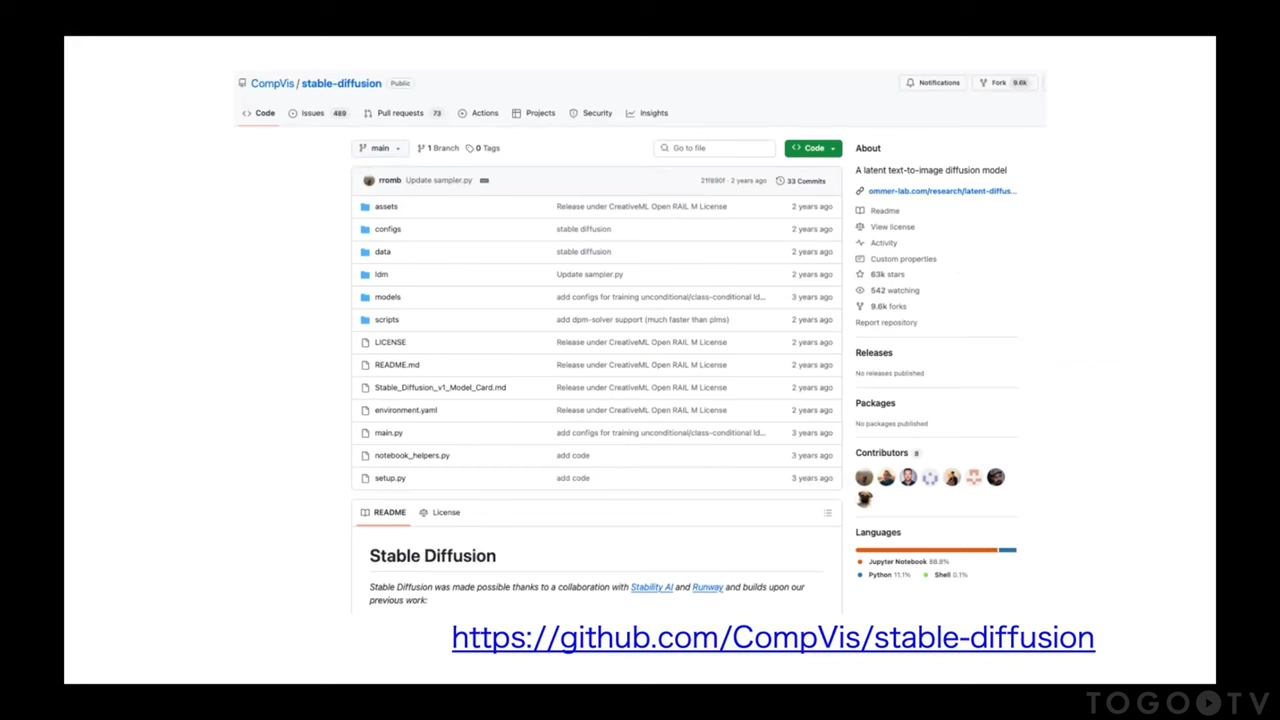 CompVis / stable-diffusion Public
Notifications Fork 9.6k
Code Issues 489 Pull requests 73 Actions Projects Security Insights
main 1 Branch 0 Tags Go to file Code
rromb Update sampler.py 21f890f · 2 years ago 33 Commits
assets Release under CreativeML Open RAIL M License 2 years ago
configs stable diffusion 2 years ago
data stable diffusion 2 years ago
ldm Update sampler.py 2 years ago
models add configs for training unconditional/class-conditional ld... 3 years ago
scripts add dpm-solver support (much faster than plms) 2 years ago
LICENSE Release under CreativeML Open RAIL M License 2 years ago
README.md Release under CreativeML Open RAIL M License 2 years ago
Stable_Diffusion_v1_Model_Card.md Release under CreativeML Open RAIL M License 2 years ago
environment.yaml Release under CreativeML Open RAIL M License 2 years ago
main.py add configs for training unconditional/class-conditional ld... 3 years ago
notebook_helpers.py add code 3 years ago
setup.py add code 3 years ago
README License
Stable Diffusion
Stable Diffusion was made possible thanks to a collaboration with Stability AI and Runway and builds upon our
previous work:
About
A latent text-to-image diffusion model
ommer-lab.com/research/latent-diffus...
Readme
View license
Activity
Custom properties
63k stars
542 watching
9.6k forks
Report repository
Releases
No releases published
Packages
No packages published
Contributors 8
Languages
Jupyter Notebook 88.8%
Python 11.1% Shell 0.1%
https://github.com/CompVis/stable-diffusion
TOGO TV